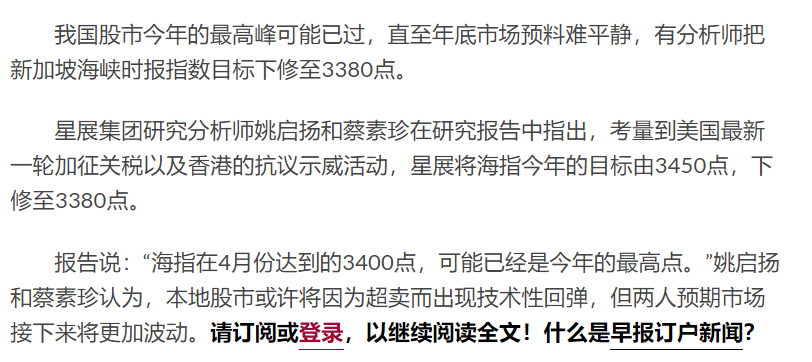 我国股市今年的最高峰可能已过，直至年底市场预料难平静，有分析师把
新加坡海峡时报指数目标下修至3380点。
星展集团研究分析师姚启扬和蔡素珍在研究报告中指出，考量到美国最新
一轮加征关税以及香港的抗议示威活动，星展将海指今年的目标由3450点，下
修至3380点。
报告说：“海指在4月份达到的3400点，可能已经是今年的最高点。”姚启扬
和蔡素珍认为，本地股市或许将因为超卖而出现技术性回弹，但两人预期市场
接下来将更加波动。请订阅或登录，以继续阅读全文！什么是早报订户新闻？